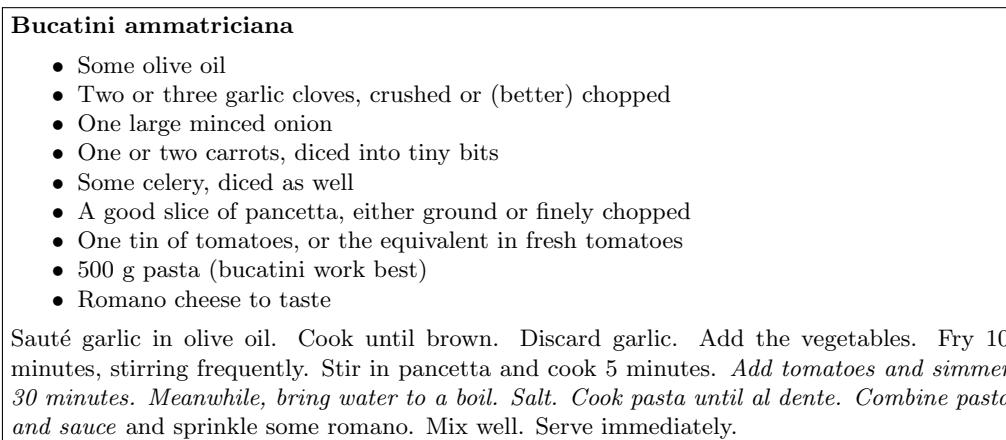 Bucatini ammatriciana
• Some olive oil
• Two or three garlic cloves, crushed or (better) chopped
• One large minced onion
• One or two carrots, diced into tiny bits
• Some celery, diced as well
• A good slice of pancetta, either ground or finely chopped
• One tin of tomatoes, or the equivalent in fresh tomatoes
• 500 g pasta (bucatini work best)
• Romano cheese to taste
Sauté garlic in olive oil. Cook until brown. Discard garlic. Add the vegetables. Fry 10
minutes, stirring frequently. Stir in pancetta and cook 5 minutes. Add tomatoes and simmer
30 minutes. Meanwhile, bring water to a boil. Salt. Cook pasta until al dente. Combine pasta
and sauce and sprinkle some romano. Mix well. Serve immediately.